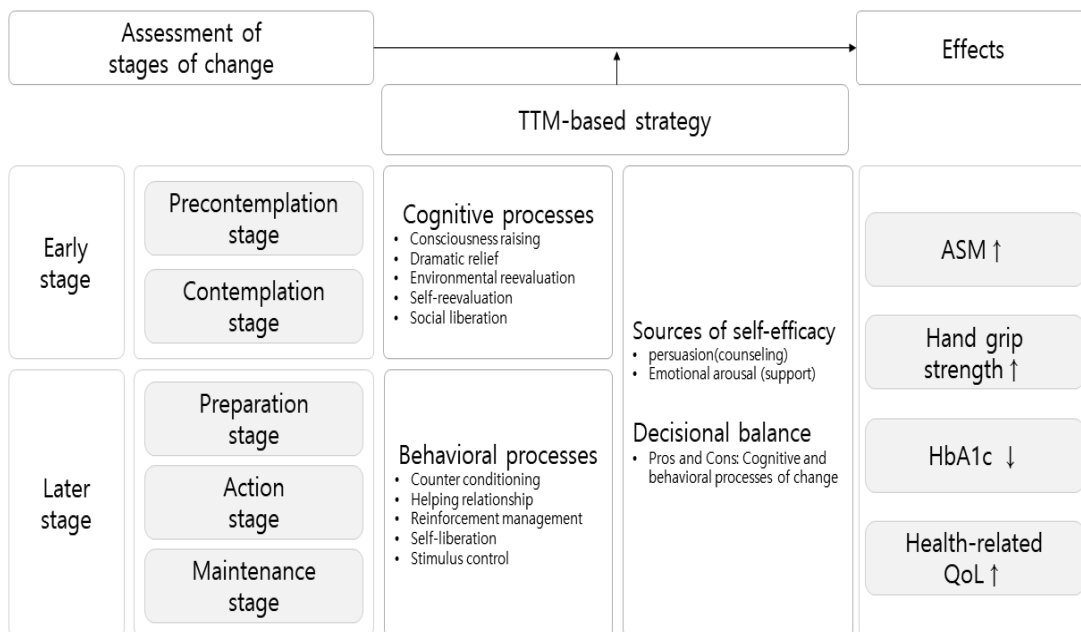 Assessment of
stages of change
Effects
TTM-based strategy
Early
stage
Precontemplation
stage
Contemplation
stage
Cognitive processes
• Consciousness raising
• Dramatic relief
• Environmental reevaluation
• Self-reevaluation
• Social liberation
Later
stage
Preparation
stage
Action
stage
Maintenance
stage
Behavioral processes
• Counter conditioning
• Helping relationship
• Reinforcement management
• Self-liberation
• Stimulus control
Sources of self-efficacy
• persuasion(counseling)
• Emotional arousal (support)
Decisional balance
• Pros and Cons: Cognitive and
behavioral processes of change
ASM ↑
Hand grip
strength ↑
HbA1c ↓
Health-related
QoL ↑